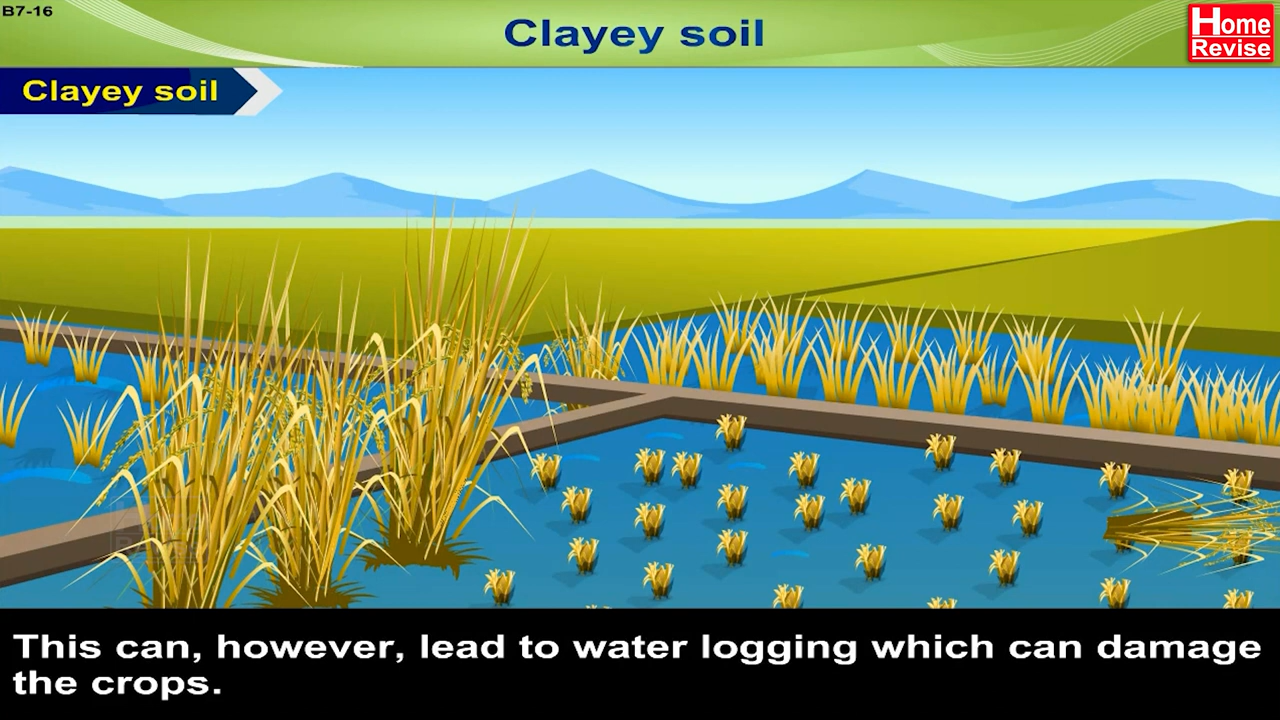 B7-16
Clayey soil
Home
Revise
Clayey soil
This can, however, lead to water logging which can damage
the crops.